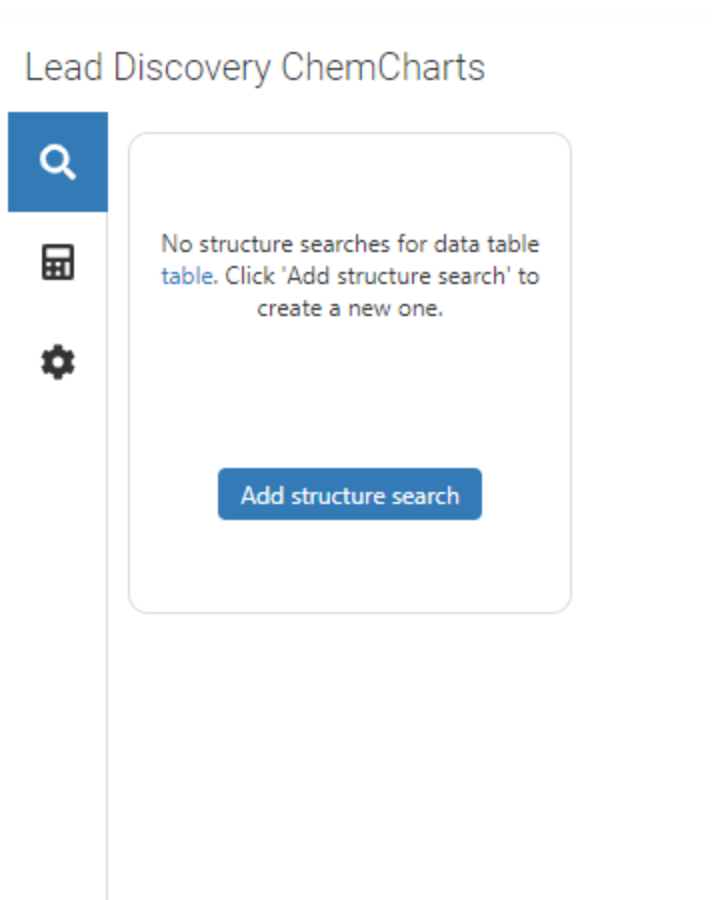 Lead Discovery ChemCharts
No structure searches for data table
table. Click 'Add structure search' to
create a new one.
Add structure search